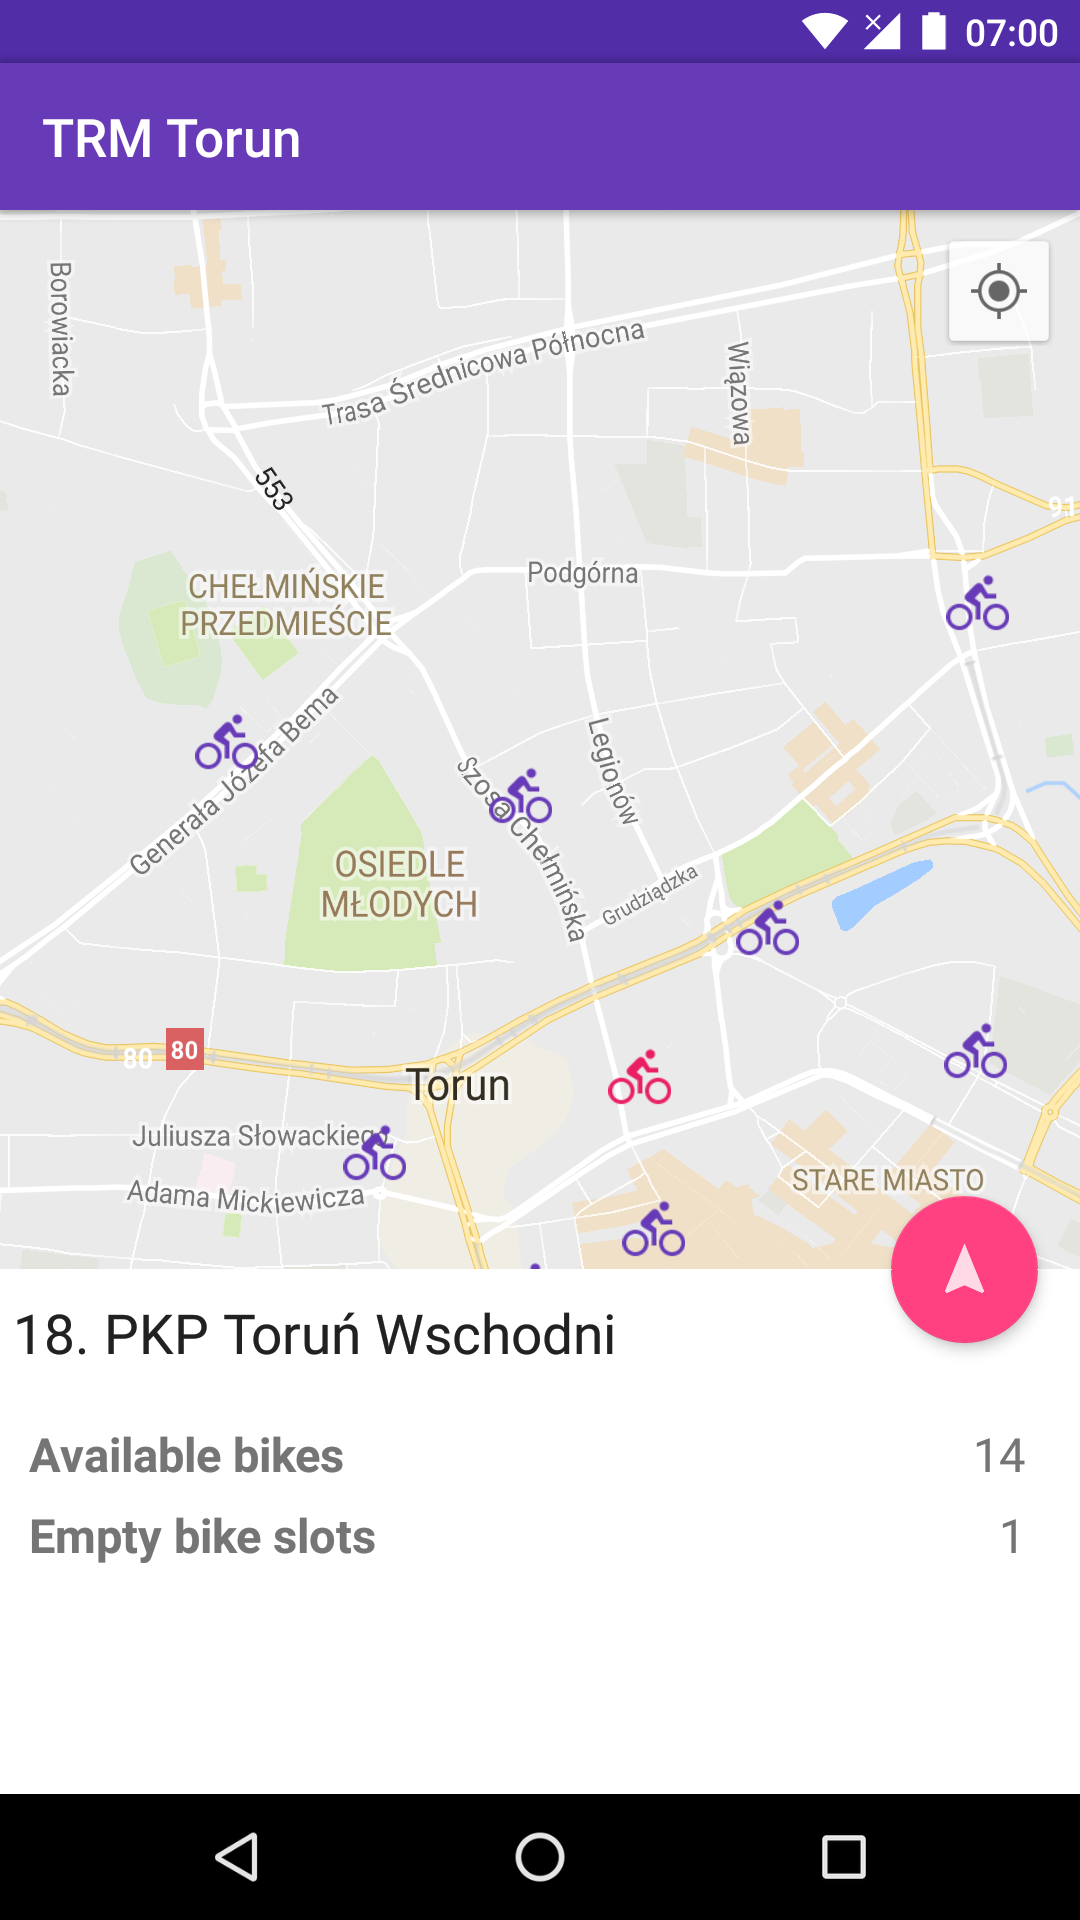 07:00
TRM Torun
Borowiacka
Trasa Średnicowa Północna
Wiązowa
553
91
CHEŁMIŃSKIE
PRZEDMIEŚCIE
Podgórna
Generała Józefa Bema
Legionów
Szosa Chełmińska
OSIEDLE
MŁODYCH
Grudziądzka
80
80
Torun
Juliusza Słowackiego
Adama Mickiewicza
STARE MIASTO
18. PKP Toruń Wschodni
Available bikes 14
Empty bike slots 1